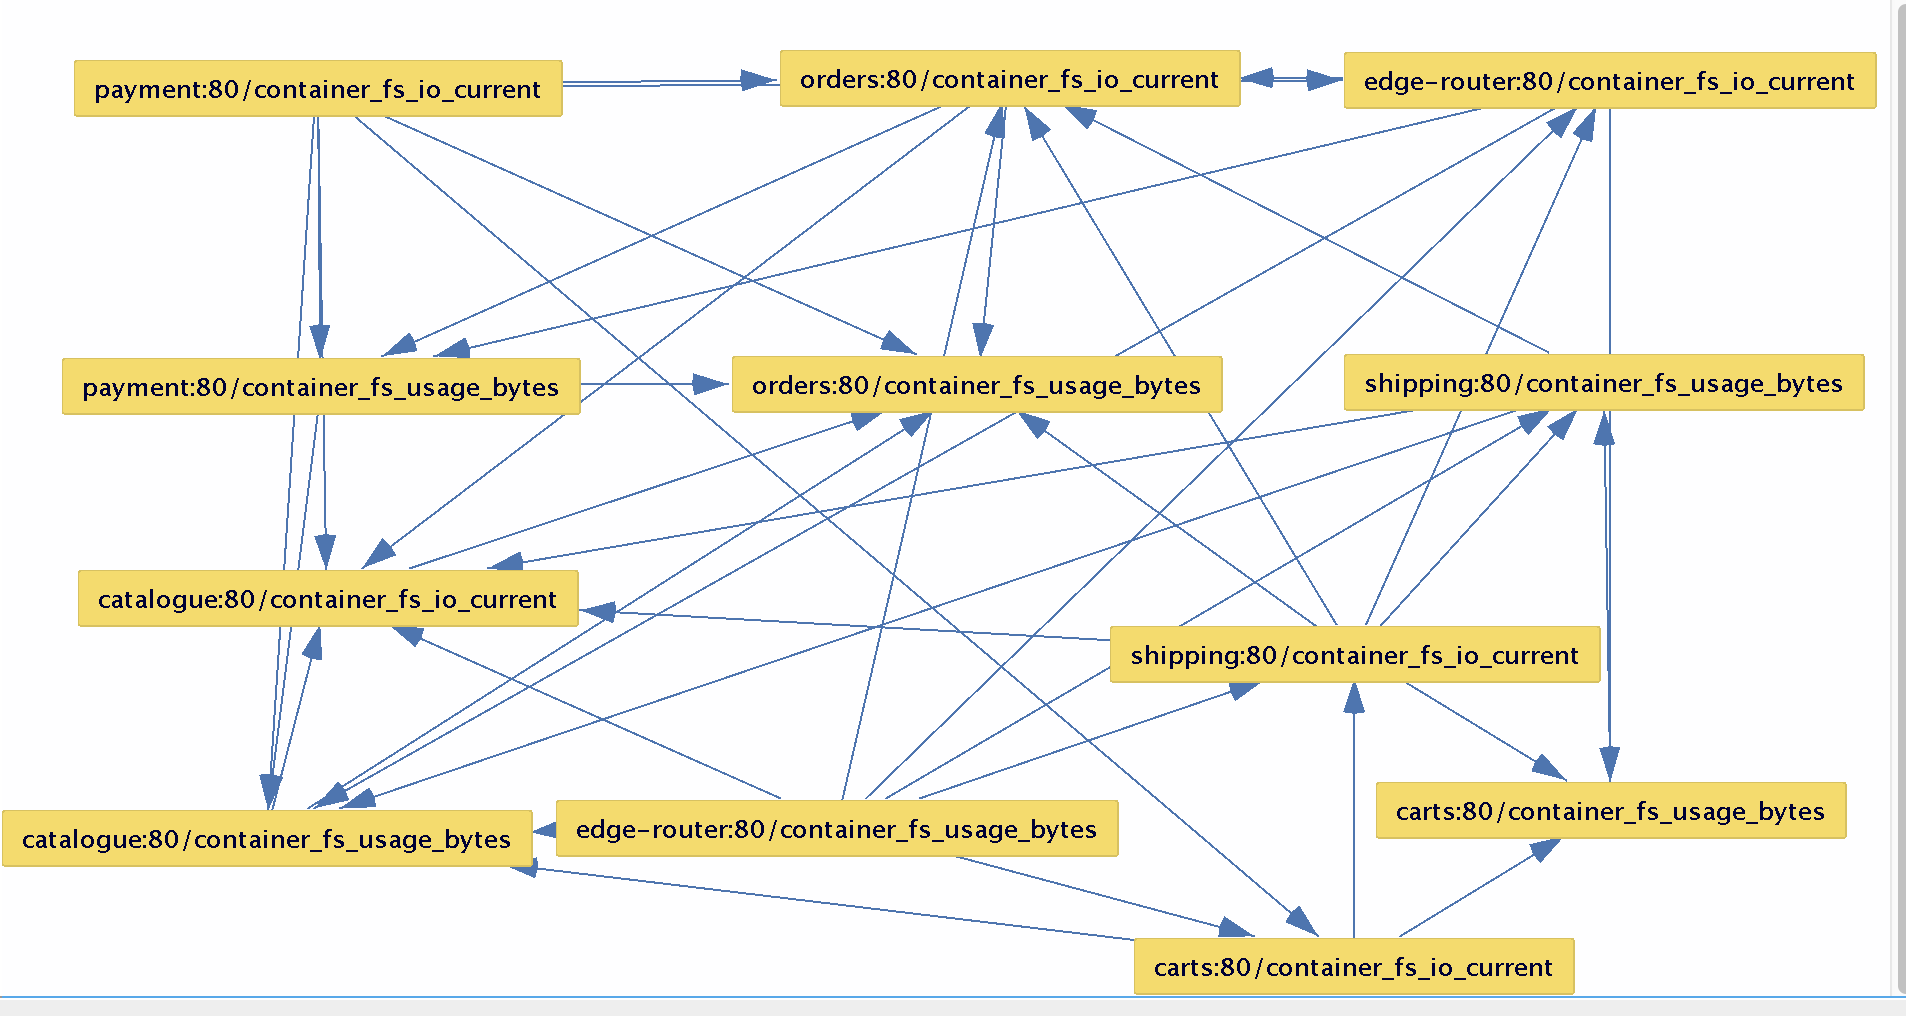 payment:80/container_fs_io_current
orders:80/container_fs_io_current
edge-router:80/container_fs_io_current
payment:80/container_fs_usage_bytes
orders:80/container_fs_usage_bytes
shipping:80/container_fs_usage_bytes
catalogue:80/container_fs_io_current
shipping:80/container_fs_io_current
carts:80/container_fs_usage_bytes
catalogue:80/container_fs_usage_bytes
edge-router:80/container_fs_usage_bytes
carts:80/container_fs_io_current